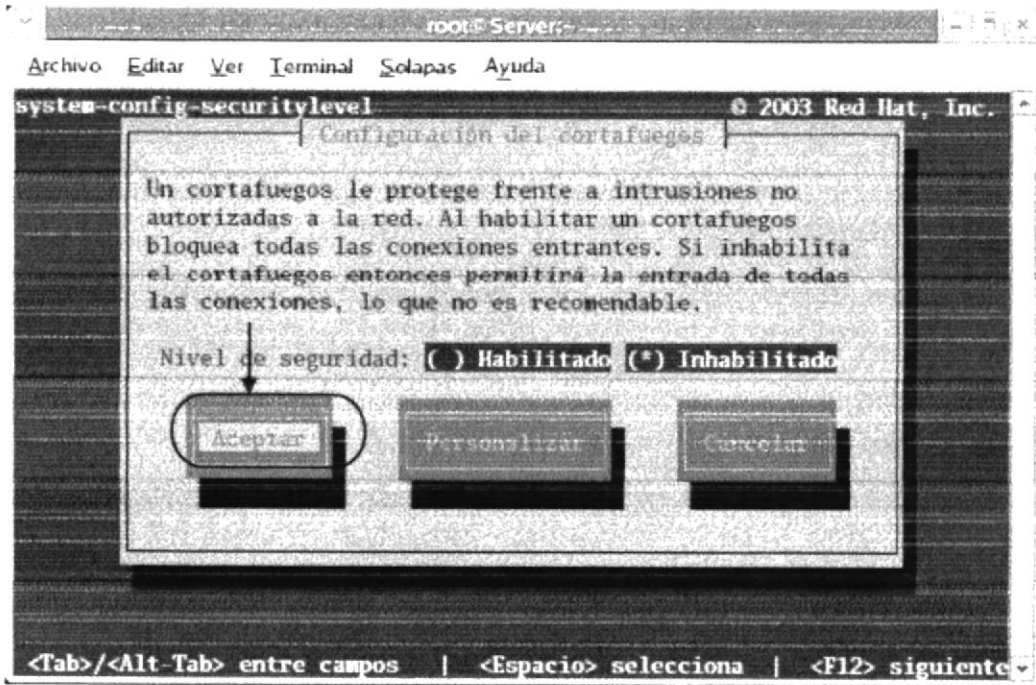 root@Server:~
Archivo Editar Ver Terminal Solapas Ayuda
system-config-securitylevel © 2003 Red Hat, Inc.
Configuración del cortafuegos
Un cortafuegos le protege frente a intrusiones no
autorizadas a la red. Al habilitar un cortafuegos
bloquea todas las conexiones entrantes. Si inhabilita
el cortafuegos entonces permitirá la entrada de todas
las conexiones, lo que no es recomendable.
Nivel de seguridad: ( ) Habilitado (*) Inhabilitado
Aceptar Personalizar Cancelar
<Tab>/<Alt-Tab> entre campos | <Espacio> selecciona | <F12> siguiente